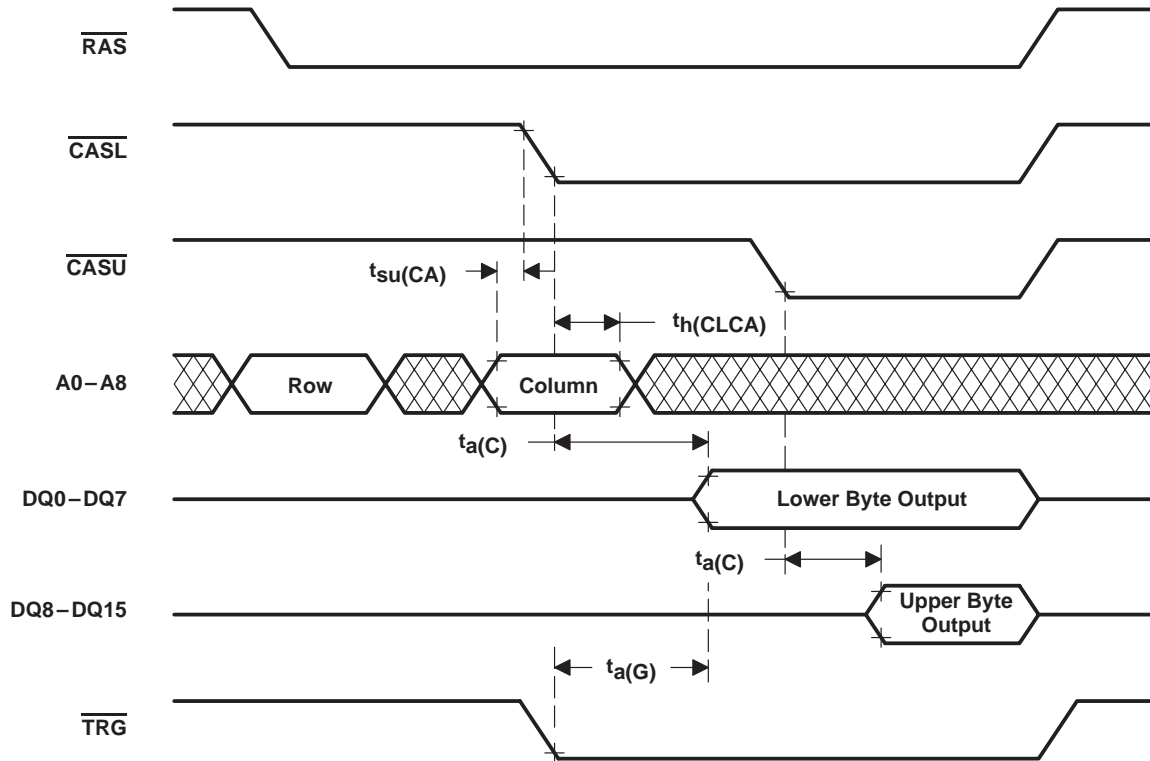 RAS
CASL
CASU
tsu(CA)
th(CLCA)
A0–A8
Row
Column
ta(C)
DQ0–DQ7
Lower Byte Output
ta(C)
DQ8–DQ15
Upper Byte
Output
ta(G)
TRG